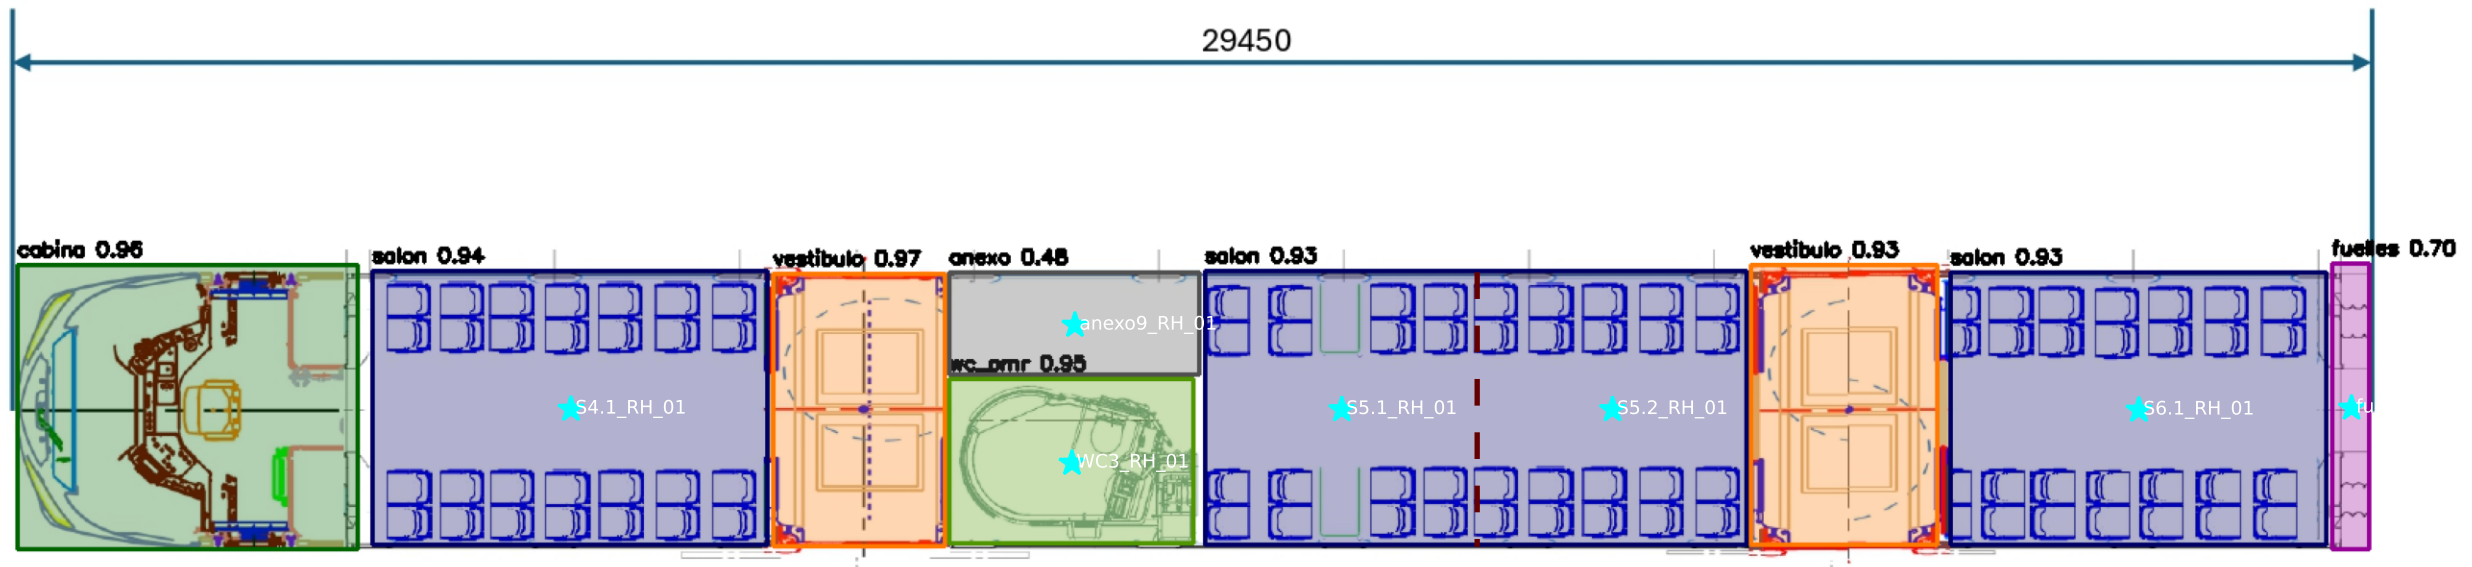 29450
cabina 0.96
salon 0.94
vestibulo 0.97
anexo 0.48
salon 0.93
vestibulo 0.93
salon 0.93
fuelles 0.70
anexo9_RH_01
wc_pmr 0.95
S4.1_RH_01
S5.1_RH_01
S5.2_RH_01
S6.1_RH_01
fu
WC3_RH_01